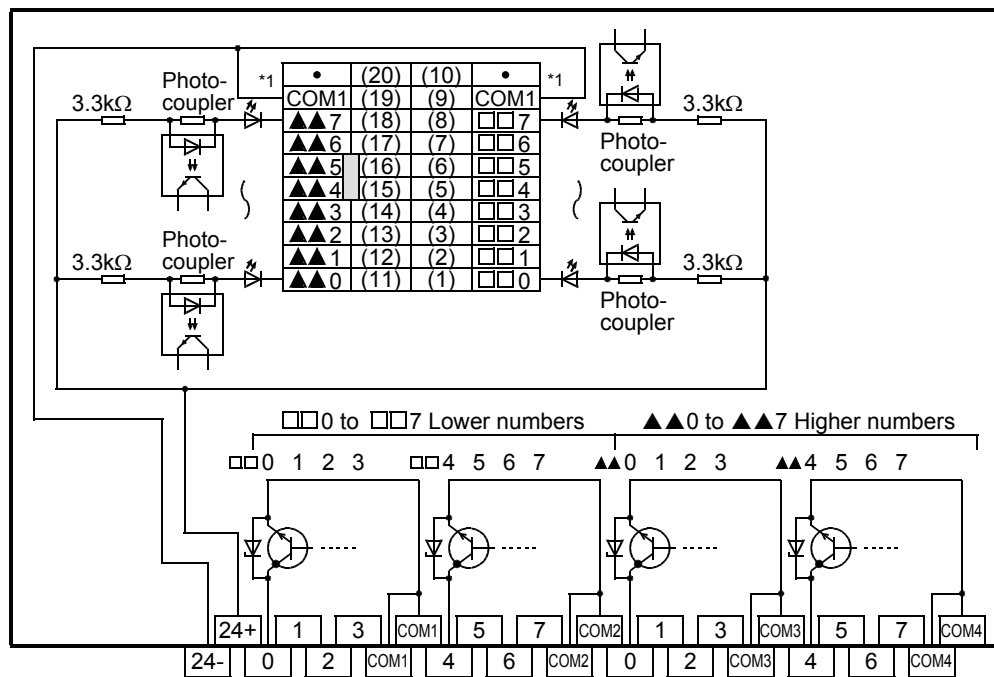 *1 • (20) (10) • *1
COM1 (19) (9) COM1
▲▲7 (18) (8) □□7
▲▲6 (17) (7) □□6
▲▲5 (16) (6) □□5
▲▲4 (15) (5) □□4
▲▲3 (14) (4) □□3
▲▲2 (13) (3) □□2
▲▲1 (12) (2) □□1
▲▲0 (11) (1) □□0
3.3kΩ
Photo-
coupler
3.3kΩ
Photo-
coupler
3.3kΩ
Photo-
coupler
3.3kΩ
Photo-
coupler
□□0 to □□7 Lower numbers
▲▲0 to ▲▲7 Higher numbers
□□0 1 2 3 □□4 5 6 7 ▲▲0 1 2 3 ▲▲4 5 6 7
24+ 1 3 COM1 5 7 COM2 1 3 COM3 5 7 COM4
24- 0 2 COM1 4 6 COM2 0 2 COM3 4 6 COM4